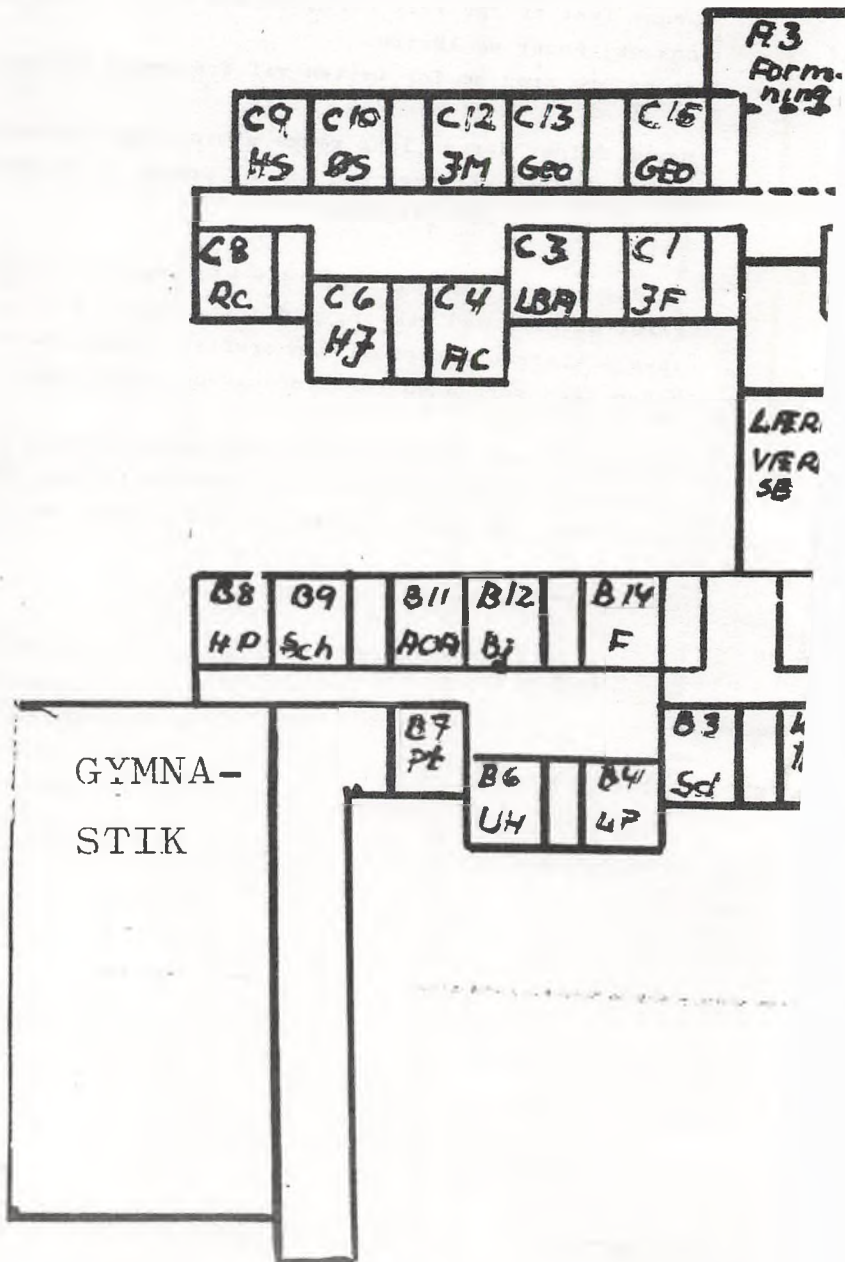 A3
Form-
ning
C9
HS
C10
BS
C12
JM
C13
GEO
C15
GEO
C8
Rc.
C6
HJ
C4
AC
C3
LBA
C1
JF
LÆR
VÆR
SE
B8
HP
B9
Sch
B11
AOA
B12
Bj
B14
F
B7
Pt
B6
UH
B4
LP
B3
Sd
GYMNA-
STIK